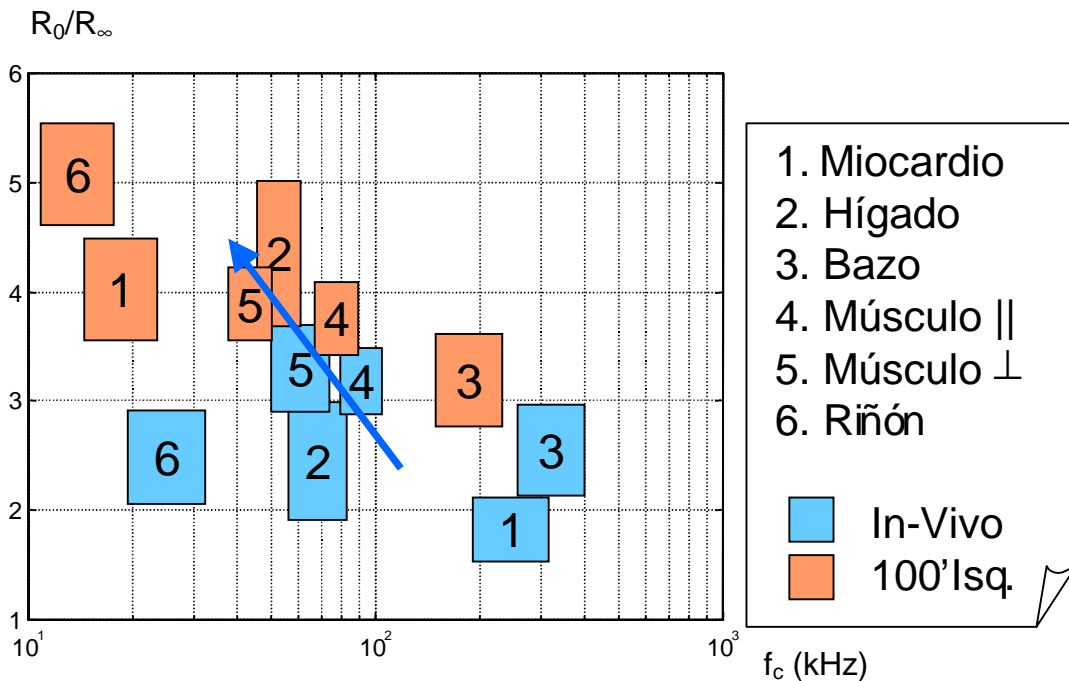 R₀/R∞
6
5
4
3
2
1
10¹
10²
10³
f_c (kHz)
6
1
2
5
4
3
5
4
6
2
3
1
1. Miocardio
2. Hígado
3. Bazo
4. Músculo ||
5. Músculo ⊥
6. Riñón
In-Vivo
100'Isq.